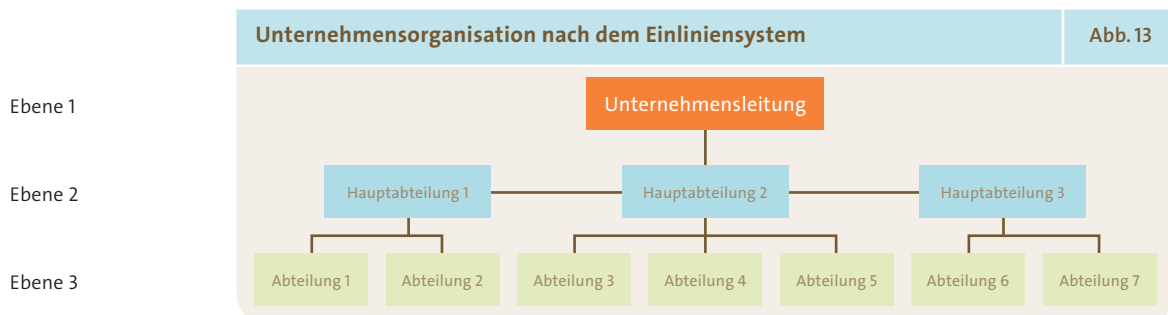 Unternehmensorganisation nach dem Einliniensystem
Abb. 13
Ebene 1
Unternehmensleitung
Ebene 2
Hauptabteilung 1
Hauptabteilung 2
Hauptabteilung 3
Ebene 3
Abteilung 1
Abteilung 2
Abteilung 3
Abteilung 4
Abteilung 5
Abteilung 6
Abteilung 7